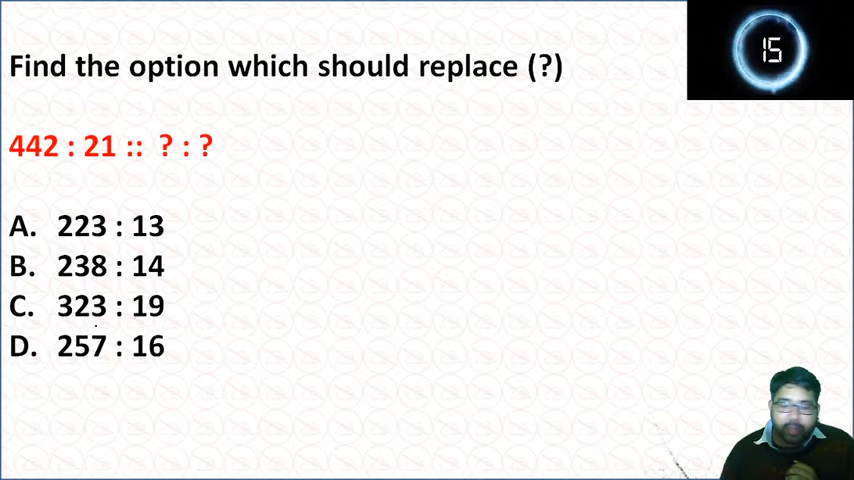 15
Find the option which should replace (?)
442 : 21 :: ? : ?
A. 223 : 13
B. 238 : 14
C. 323 : 19
D. 257 : 16